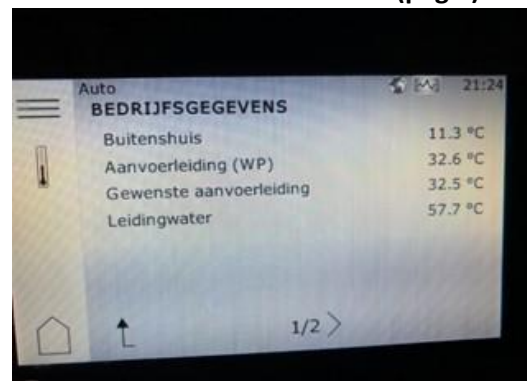 Auto 21:24
BEDRIJFSGEGEVENS
Buitenshuis 11.3 °C
Aanvoerleiding (WP) 32.6 °C
Gewenste aanvoerleiding 32.5 °C
Leidingwater 57.7 °C
1/2